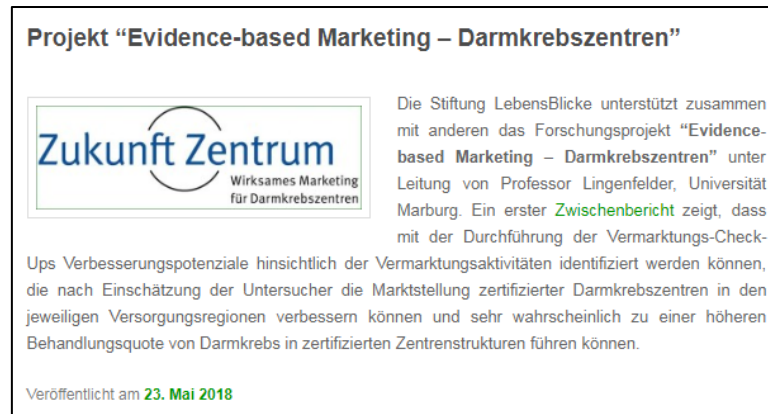 Projekt “Evidence-based Marketing – Darmkrebszentren”
Zukunft Zentrum
Wirksames Marketing
für Darmkrebszentren
Die Stiftung LebensBlicke unterstützt zusammen
mit anderen das Forschungsprojekt “Evidence-
based Marketing – Darmkrebszentren” unter
Leitung von Professor Lingenfelder, Universität
Marburg. Ein erster Zwischenbericht zeigt, dass
mit der Durchführung der Vermarktungs-Check-
Ups Verbesserungspotenziale hinsichtlich der Vermarktungsaktivitäten identifiziert werden können,
die nach Einschätzung der Untersucher die Marktstellung zertifizierter Darmkrebszentren in den
jeweiligen Versorgungsregionen verbessern können und sehr wahrscheinlich zu einer höheren
Behandlungsquote von Darmkrebs in zertifizierten Zentrenstrukturen führen können.
Veröffentlicht am 23. Mai 2018